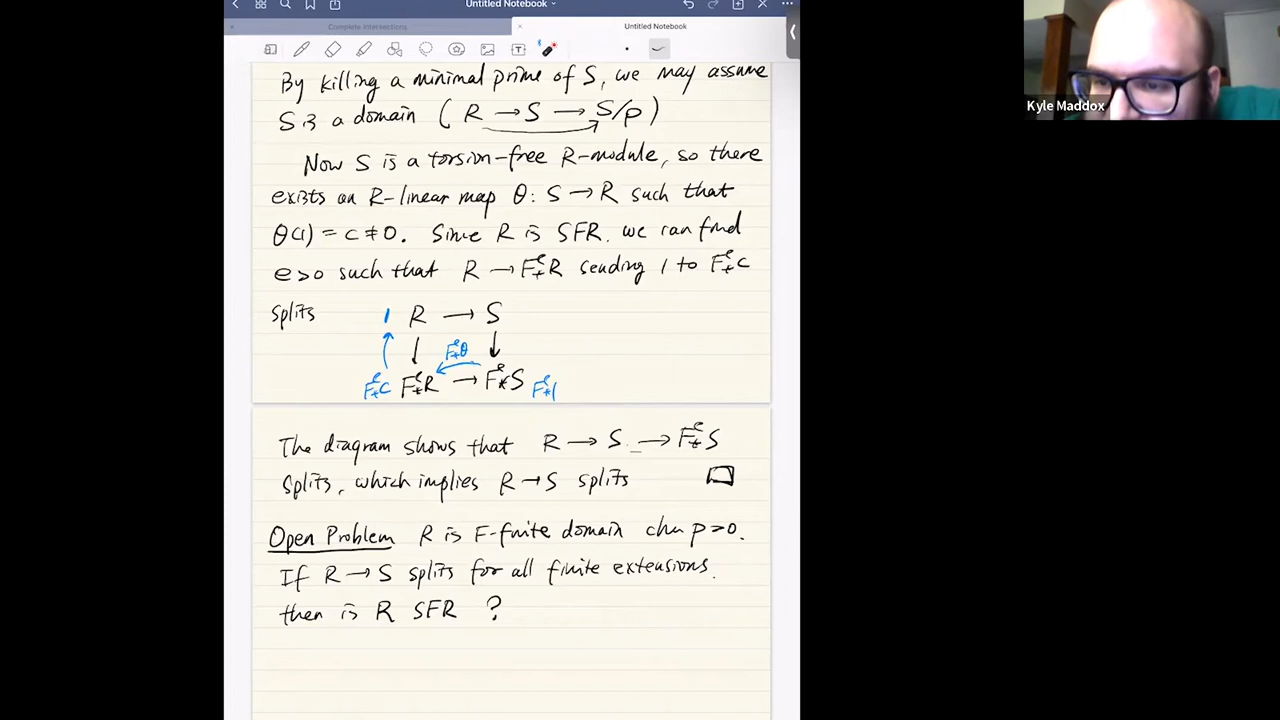 Untitled Notebook
Complete intersections
Untitled Notebook
By killing a minimal prime of S, we may assume
S is a domain ( R → S → S/p )
Now S is a torsion-free R-module, so there
exists an R-linear map θ: S → R such that
θ(1) = c ≠ 0. Since R is SFR, we can find
e>0 such that R → F^e_*R sending 1 to F^e_*c
splits
1 R → S
F^e_*θ
F^e_*c F^e_*R → F^e_*S F^e_*1
The diagram shows that R → S → F^e_*S
splits, which implies R → S splits □
Open Problem R is F-finite domain char p>0.
If R → S splits for all finite extensions.
then is R SFR ?
Kyle Maddox